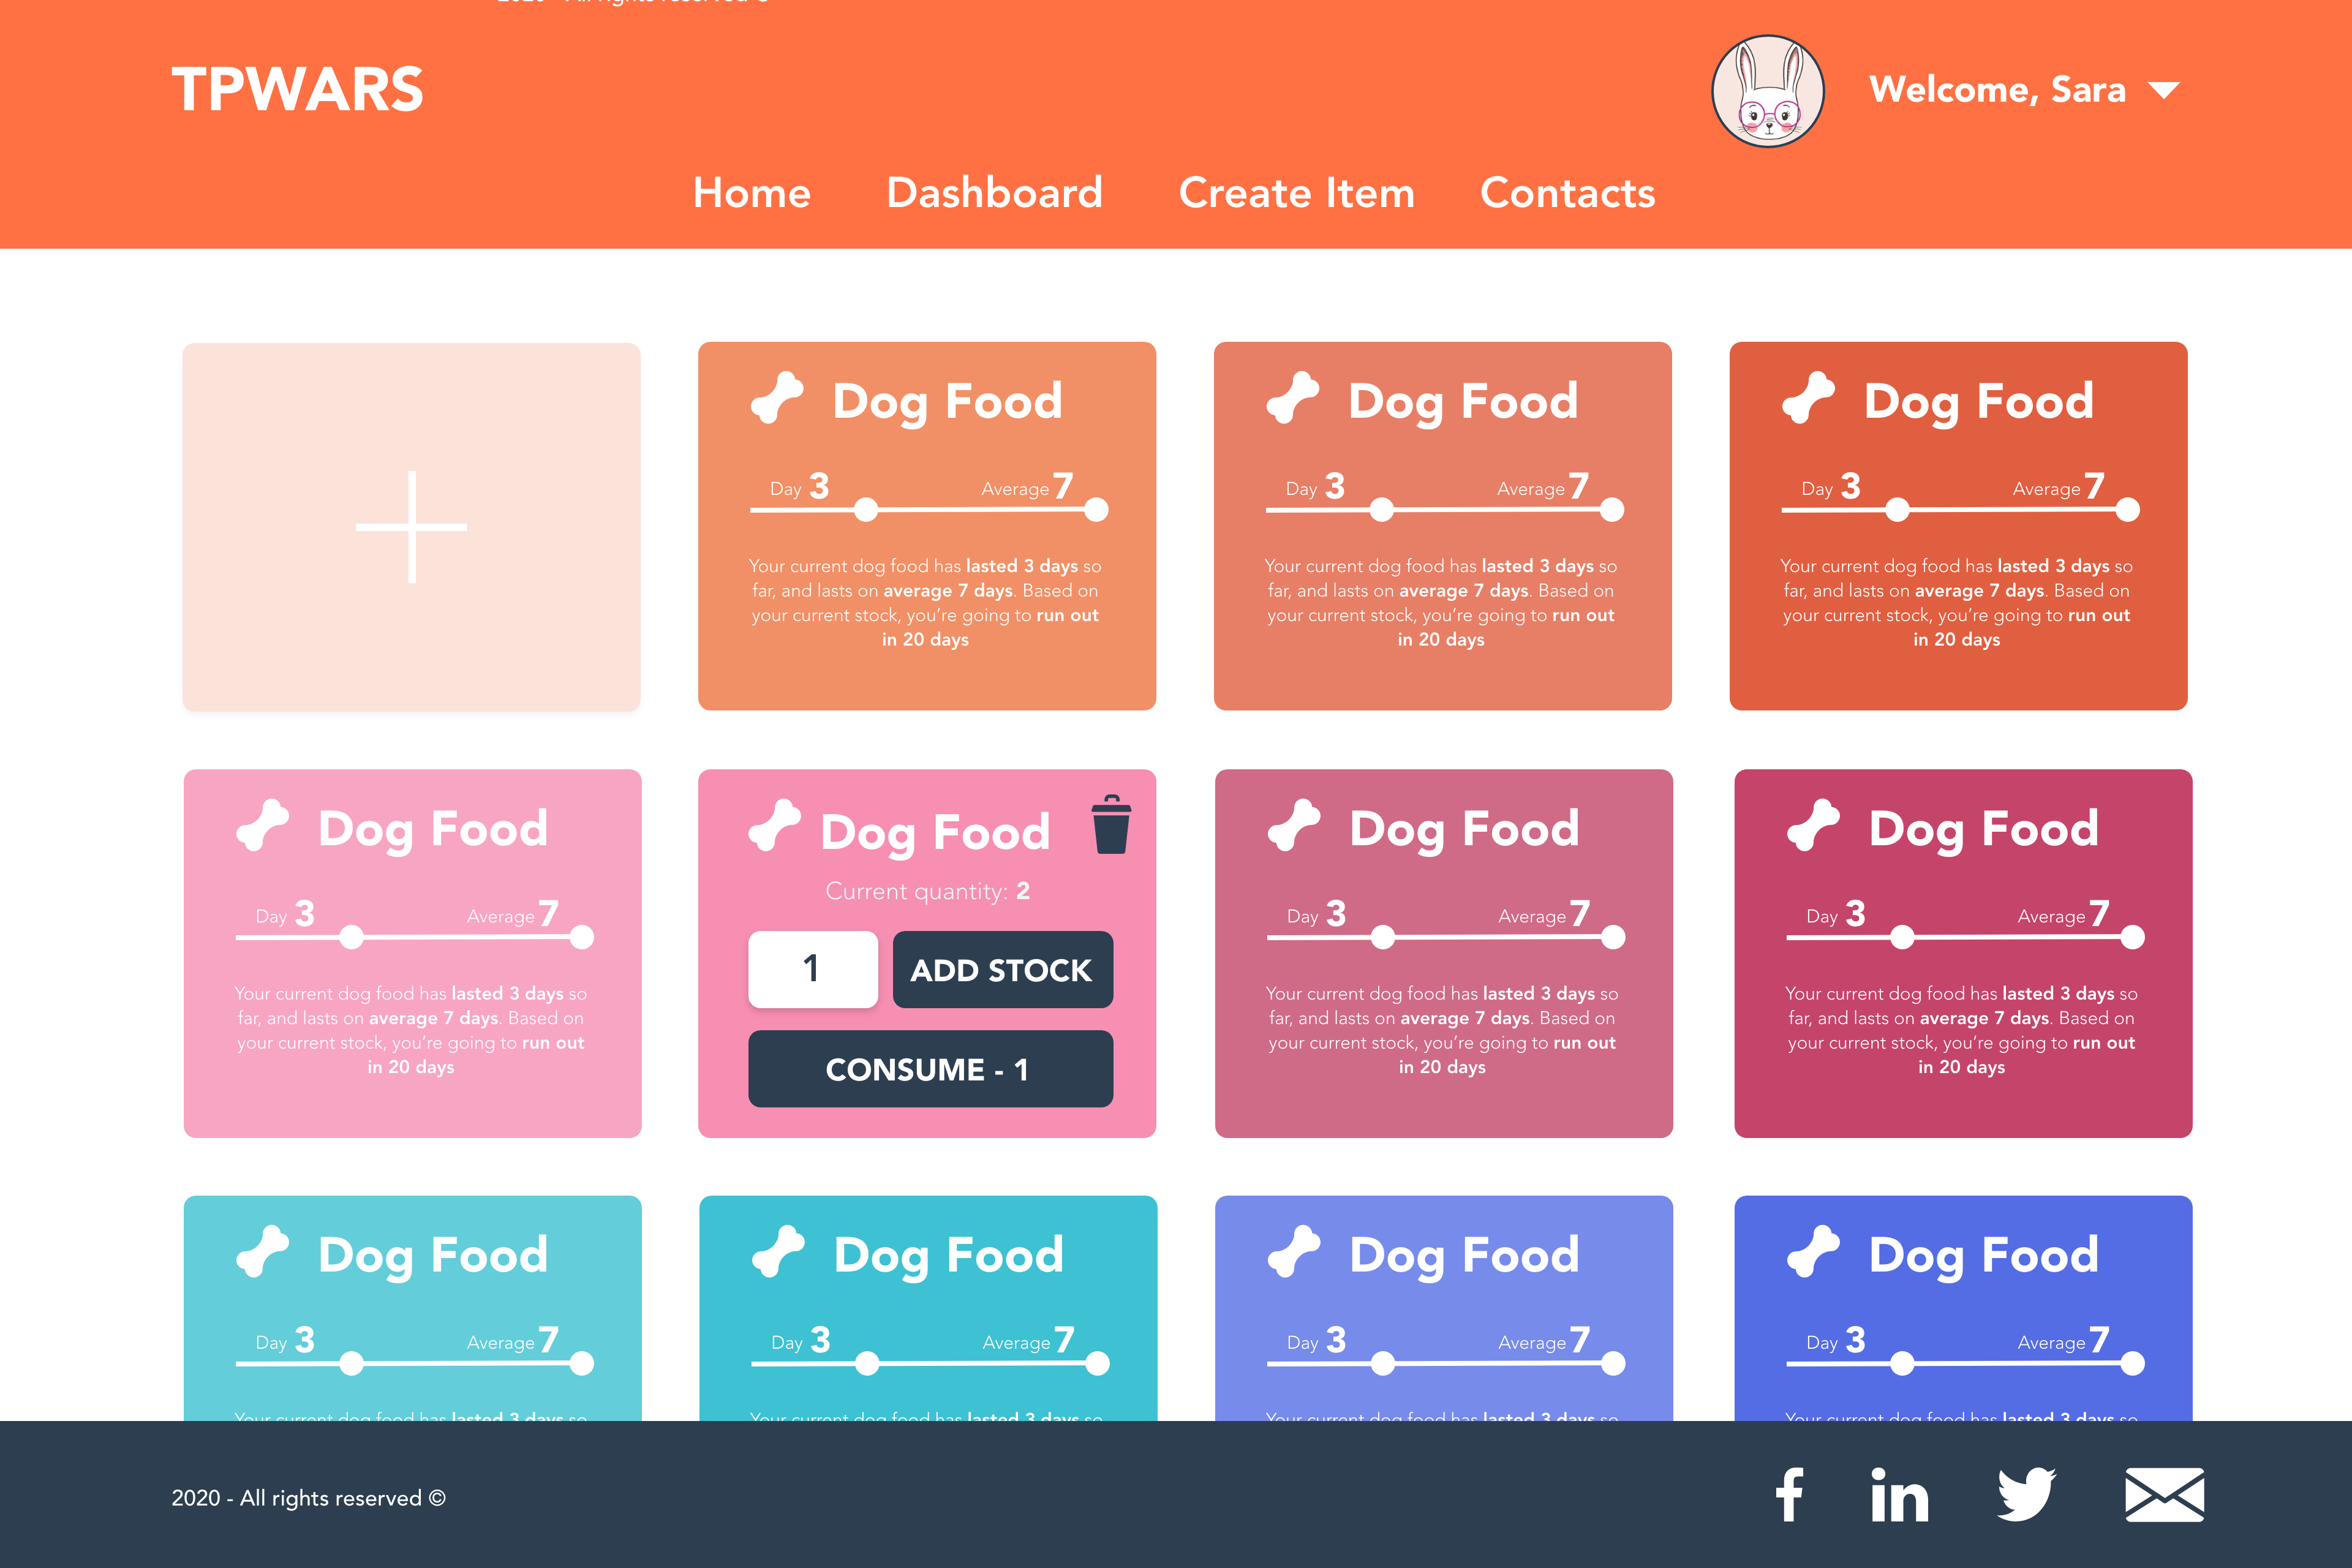 2020 - All rights reserved ©
TPWARS
Welcome, Sara
Home Dashboard Create Item Contacts
Dog Food
Day 3 Average 7
Your current dog food has lasted 3 days so
far, and lasts on average 7 days. Based on
your current stock, you’re going to run out
in 20 days
Dog Food
Day 3 Average 7
Your current dog food has lasted 3 days so
far, and lasts on average 7 days. Based on
your current stock, you’re going to run out
in 20 days
Dog Food
Day 3 Average 7
Your current dog food has lasted 3 days so
far, and lasts on average 7 days. Based on
your current stock, you’re going to run out
in 20 days
Dog Food
Day 3 Average 7
Your current dog food has lasted 3 days so
far, and lasts on average 7 days. Based on
your current stock, you’re going to run out
in 20 days
Dog Food
Current quantity: 2
1 ADD STOCK
CONSUME - 1
Dog Food
Day 3 Average 7
Your current dog food has lasted 3 days so
far, and lasts on average 7 days. Based on
your current stock, you’re going to run out
in 20 days
Dog Food
Day 3 Average 7
Your current dog food has lasted 3 days so
far, and lasts on average 7 days. Based on
your current stock, you’re going to run out
in 20 days
Dog Food
Day 3 Average 7
Your current dog food has lasted 3 days so
Dog Food
Day 3 Average 7
Your current dog food has lasted 3 days so
Dog Food
Day 3 Average 7
Your current dog food has lasted 3 days so
Dog Food
Day 3 Average 7
Your current dog food has lasted 3 days so
2020 - All rights reserved ©
f in